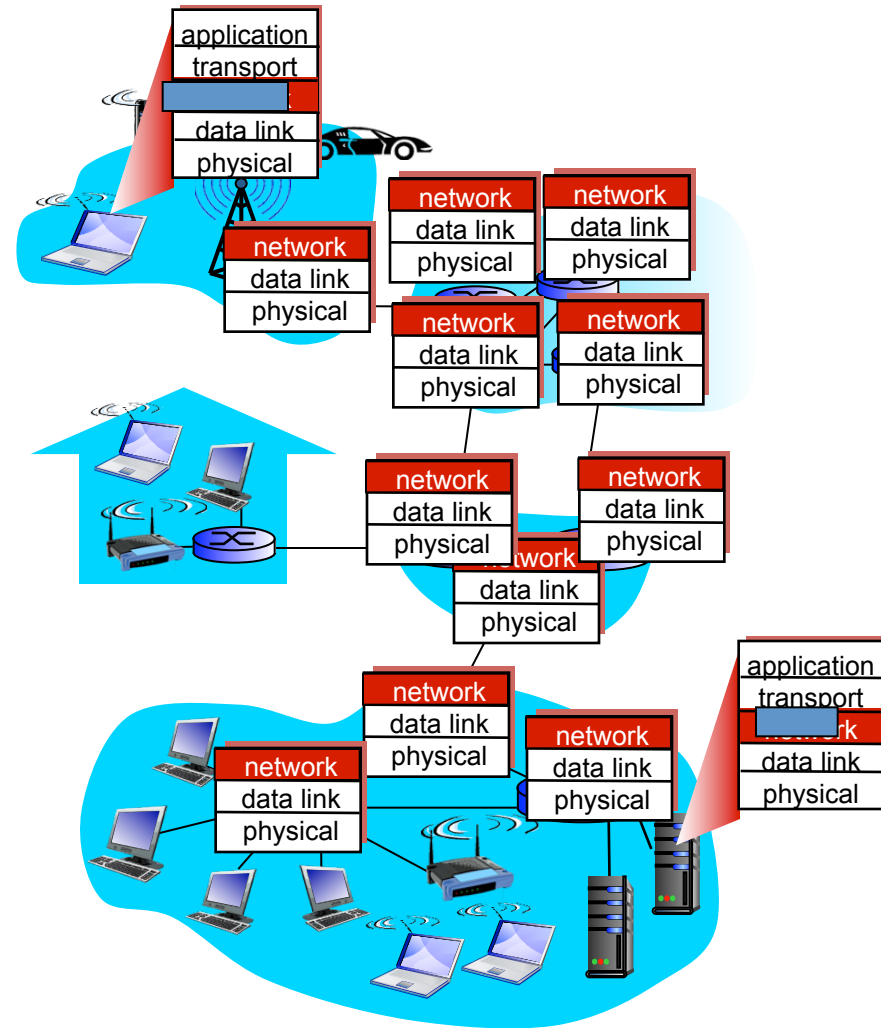 application
transport
data link
physical
network
data link
physical
network
data link
physical
network
data link
physical
network
data link
physical
network
data link
physical
network
data link
physical
network
data link
physical
network
data link
physical
application
transport
network
data link
physical
network
data link
physical
network
data link
physical
network
data link
physical